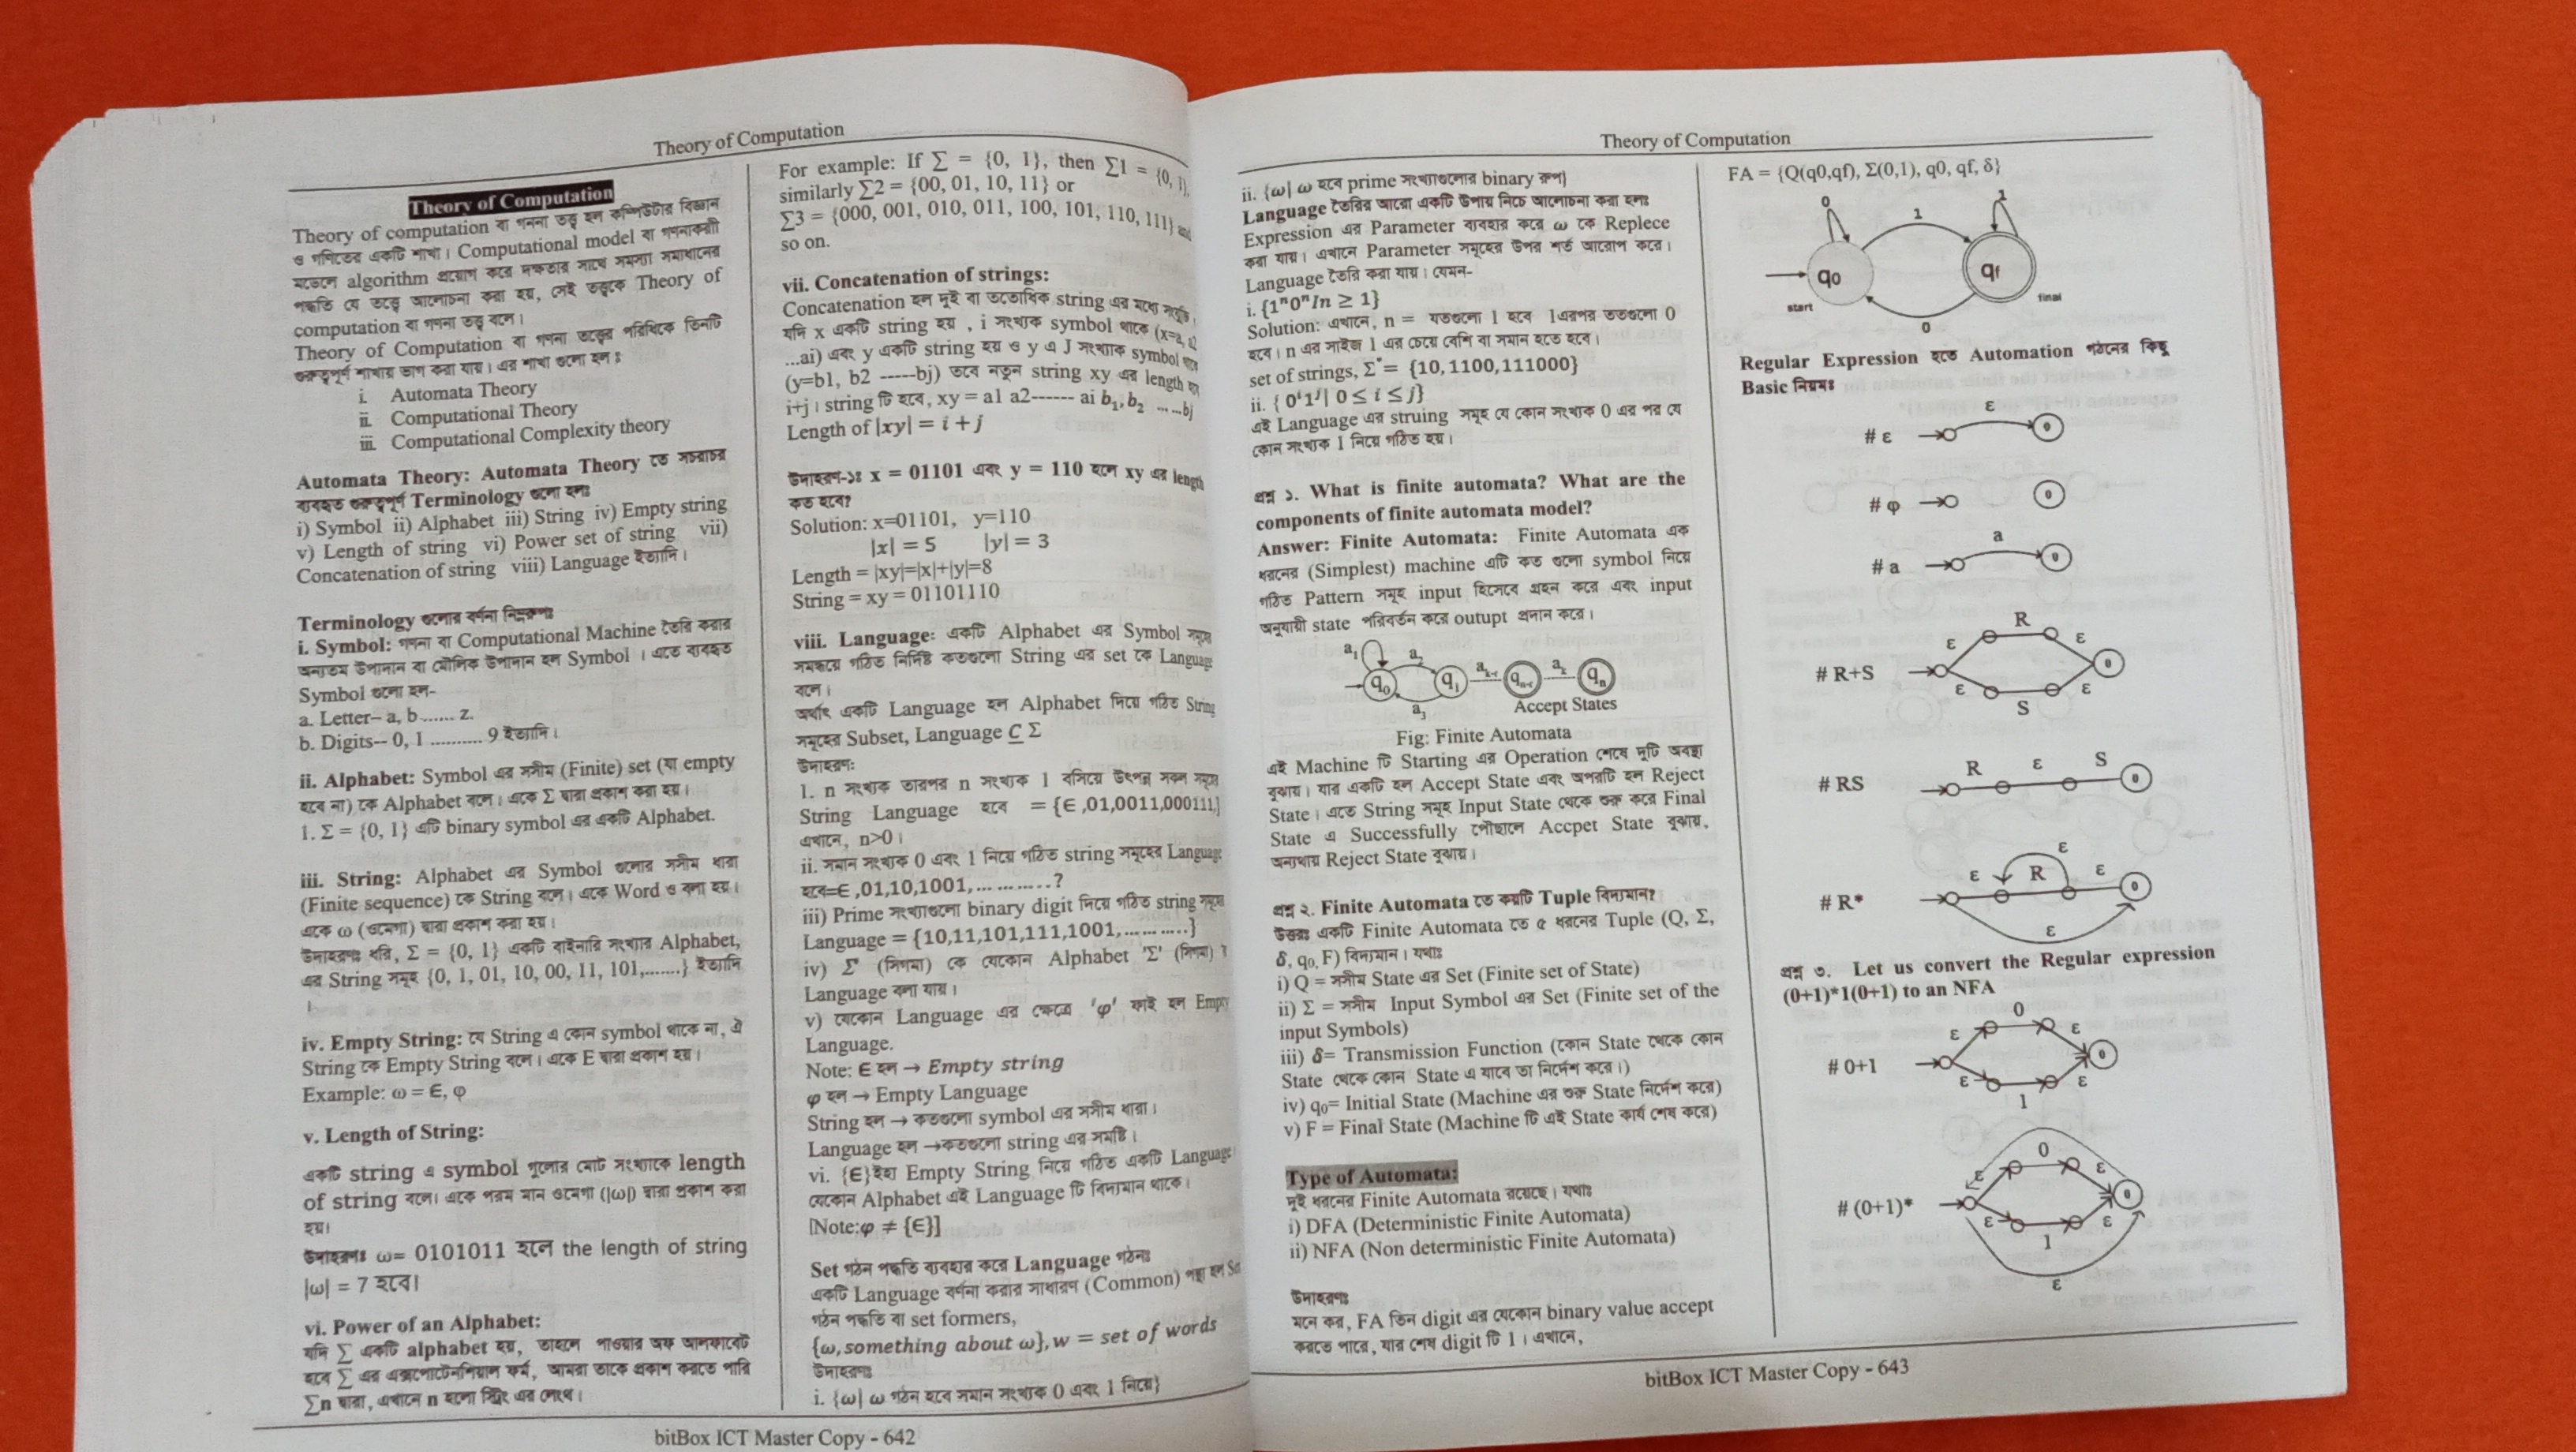 Theory of Computation
Theory of Computation
Theory of computation বা গননা তত্ত্ব হল কম্পিউটার বিজ্ঞান
ও গণিতের একটি শাখা। Computational model বা গণনাকারী
মডেলে algorithm প্রয়োগ করে দক্ষতার সাথে সমস্যা সমাধানের
পদ্ধতি যে তত্ত্বে আলোচনা করা হয়, সেই তত্ত্বকে Theory of
computation বা গণনা তত্ত্ব বলে।
Theory of Computation বা গণনা তত্ত্বের পরিধিকে তিনটি
গুরুত্বপূর্ণ শাখায় ভাগ করা যায়। এর শাখা গুলো হল ঃ
i. Automata Theory
ii. Computational Theory
iii. Computational Complexity theory
Automata Theory: Automata Theory তে সচরাচর
ব্যবহৃত গুরুত্বপূর্ণ Terminology গুলো হলঃ
i) Symbol ii) Alphabet iii) String iv) Empty string
v) Length of string vi) Power set of string vii)
Concatenation of string viii) Language ইত্যাদি।
Terminology গুলোর বর্ণনা নিম্নরূপঃ
i. Symbol: গণনা বা Computational Machine তৈরি করার
অন্যতম উপাদান বা মৌলিক উপাদান হল Symbol । এতে ব্যবহৃত
Symbol গুলো হল-
a. Letter– a, b ....... z.
b. Digits-- 0, 1 .......... 9 ইত্যাদি।
ii. Alphabet: Symbol এর সসীম (Finite) set (যা empty
হবে না) কে Alphabet বলে। একে Σ দ্বারা প্রকাশ করা হয়।
1. Σ = {0, 1} এটি binary symbol এর একটি Alphabet.
iii. String: Alphabet এর Symbol গুলোর সসীম ধারা
(Finite sequence) কে String বলে। একে Word ও বলা হয়।
একে ω (ওমেগা) দ্বারা প্রকাশ করা হয়।
উদাহরণঃ ধরি, Σ = {0, 1} একটি বাইনারি সংখ্যার Alphabet,
এর String সমূহ {0, 1, 01, 10, 00, 11, 101,.......} ইত্যাদি
।
iv. Empty String: যে String এ কোন symbol থাকে না, ঐ
String কে Empty String বলে। একে E দ্বারা প্রকাশ হয়।
Example: ω = ∈, φ
v. Length of String:
একটি string এ symbol গুলোর মোট সংখ্যাকে length
of string বলে। একে পরম মান ওমেগা (|ω|) দ্বারা প্রকাশ করা
হয়।
উদাহরণঃ ω= 0101011 হলে the length of string
|ω| = 7 হবে।
vi. Power of an Alphabet:
যদি ∑ একটি alphabet হয়, তাহলে পাওয়ার অফ আলফাবেট
হবে ∑ এর এক্সপোটেনশিয়াল ফর্ম, আমরা তাকে প্রকাশ করতে পারি
∑n দ্বারা, এখানে n হলো স্ট্রিং এর লেংথ।
For example: If ∑ = {0, 1}, then ∑1 = {0, 1},
similarly ∑2 = {00, 01, 10, 11} or
∑3 = {000, 001, 010, 011, 100, 101, 110, 111} and
so on.
vii. Concatenation of strings:
Concatenation হল দুই বা ততোধিক string এর মধ্যে
যদি x একটি string হয় , i সংখ্যক symbol থাকে (x=a,
...ai) এবং y একটি string হয় ও y এ J সংখ্যক symbol
(y=b1, b2 -----bj) তবে নতুন string xy এর length হয়
i+j। string টি হবে, xy = a1 a2------ ai b₁, b₂ ......bj
Length of |xy| = i + j
উদাহরণ-১ঃ x = 01101 এবং y = 110 হলে xy এর length
কত হবে?
Solution: x=01101, y=110
|x| = 5 |y| = 3
Length = |xy|=|x|+|y|=8
String = xy = 01101110
viii. Language: একটি Alphabet এর Symbol সমূহ
সমন্বয়ে গঠিত নির্দিষ্ট কতগুলো String এর set কে Language
বলে।
অর্থাৎ একটি Language হল Alphabet দিয়ে গঠিত String
সমূহের Subset, Language C Σ
উদাহরণ:
1. n সংখ্যক তারপর n সংখ্যক 1 বসিয়ে উৎপন্ন সকল সমূহ
String Language হবে = {∈ ,01,0011,000111,}
এখানে, n>0।
ii. সমান সংখ্যক 0 এবং 1 নিয়ে গঠিত string সমূহের Language
হবে=∈ ,01,10,1001, ... ... ... ..?
iii) Prime সংখ্যাগুলো binary digit দিয়ে গঠিত string সমূহ
Language = {10,11,101,111,1001, ... ... ... ..}
iv) Σ (সিগমা) কে যেকোন Alphabet 'Σ' (সিগমা) র
Language বলা যায়।
v) যেকোন Language এর ক্ষেত্রে 'φ' ফাই হল Empty
Language.
Note: ∈ হল → Empty string
φ হল → Empty Language
String হল → কতগুলো symbol এর সসীম ধারা।
Language হল →কতগুলো string এর সমষ্টি।
vi. {∈}ইহা Empty String নিয়ে গঠিত একটি Language
যেকোন Alphabet এই Language টি বিদ্যমান থাকে।
[Note:φ ≠ {∈}]
Set গঠন পদ্ধতি ব্যবহার করে Language গঠনঃ
একটি Language বর্ণনা করার সাধারণ (Common) পন্থা হল Set
গঠন পদ্ধতি বা set formers,
{ω, something about ω}, w = set of words
উদাহরণঃ
i. {ω| ω গঠন হবে সমান সংখ্যক 0 এবং 1 নিয়ে}
bitBox ICT Master Copy - 642
Theory of Computation
ii. {ω| ω হবে prime সংখ্যাগুলোর binary রূপ}
Language তৈরির আরো একটি উপায় নিচে আলোচনা করা হলঃ
Expression এর Parameter ব্যবহার করে ω কে Replece
করা যায়। এখানে Parameter সমূহের উপর শর্ত আরোপ করে।
Language তৈরি করা যায়। যেমন-
i. {1ⁿ0ⁿ/n ≥ 1}
Solution: এখানে, n = যতগুলো 1 হবে 1এরপর ততগুলো 0
হবে। n এর সাইজ 1 এর চেয়ে বেশি বা সমান হতে হবে।
set of strings, Σ* = {10, 1100, 111000}
ii. { 0ⁱ1ʲ| 0 ≤ i ≤ j}
এই Language এর struing সমূহ যে কোন সংখ্যক 0 এর পর যে
কোন সংখ্যক 1 নিয়ে গঠিত হয়।
প্রশ্ন ১. What is finite automata? What are the
components of finite automata model?
Answer: Finite Automata: Finite Automata এক
ধরনের (Simplest) machine এটি কত গুলো symbol নিয়ে
গঠিত Pattern সমূহ input হিসেবে গ্রহন করে এবং input
অনুযায়ী state পরিবর্তন করে outupt প্রদান করে।
a₁ a₂ aₖ₋₁ aₖ
q₀ q₁ qₙ₋₁ qₙ
a₃ Accept States
Fig: Finite Automata
এই Machine টি Starting এর Operation শেষে দুটি অবস্থা
বুঝায়। যার একটি হল Accept State এবং অপরটি হল Reject
State। এতে String সমূহ Input State থেকে শুরু করে Final
State এ Successfully পৌছালে Accpet State বুঝায়,
অন্যথায় Reject State বুঝায়।
প্রশ্ন ২. Finite Automata তে কয়টি Tuple বিদ্যমান?
উত্তরঃ একটি Finite Automata তে ৫ ধরনের Tuple (Q, Σ,
δ, q₀, F) বিদ্যমান। যথাঃ
i) Q = সসীম State এর Set (Finite set of State)
ii) Σ = সসীম Input Symbol এর Set (Finite set of the
input Symbols)
iii) δ= Transmission Function (কোন State থেকে কোন
State থেকে কোন State এ যাবে তা নির্দেশ করে।)
iv) q₀= Initial State (Machine এর শুরু State নির্দেশ করে)
v) F = Final State (Machine টি এই State কার্য শেষ করে)
Type of Automata:
দুই ধরনের Finite Automata রয়েছে। যথাঃ
i) DFA (Deterministic Finite Automata)
ii) NFA (Non deterministic Finite Automata)
উদাহরণঃ
মনে কর, FA তিন digit এর যেকোন binary value accept
করতে পারে, যার শেষ digit টি 1। এখানে,
FA = {Q(q0,qf), Σ(0,1), q0, qf, δ}
0 1 1
q0 qf
start final
0
Regular Expression হতে Automation গঠনের কিছু
Basic নিয়মঃ
ε
# ε 0
# φ 0
a
# a 0
R
ε ε
# R+S 0
ε ε
S
R ε S
# RS 0
ε
ε R ε
# R* 0
ε
প্রশ্ন ৩. Let us convert the Regular expression
(0+1)*1(0+1) to an NFA
0
ε ε
# 0+1 0
ε ε
1
0
ε ε
# (0+1)* 0
ε ε
1
ε
bitBox ICT Master Copy - 643